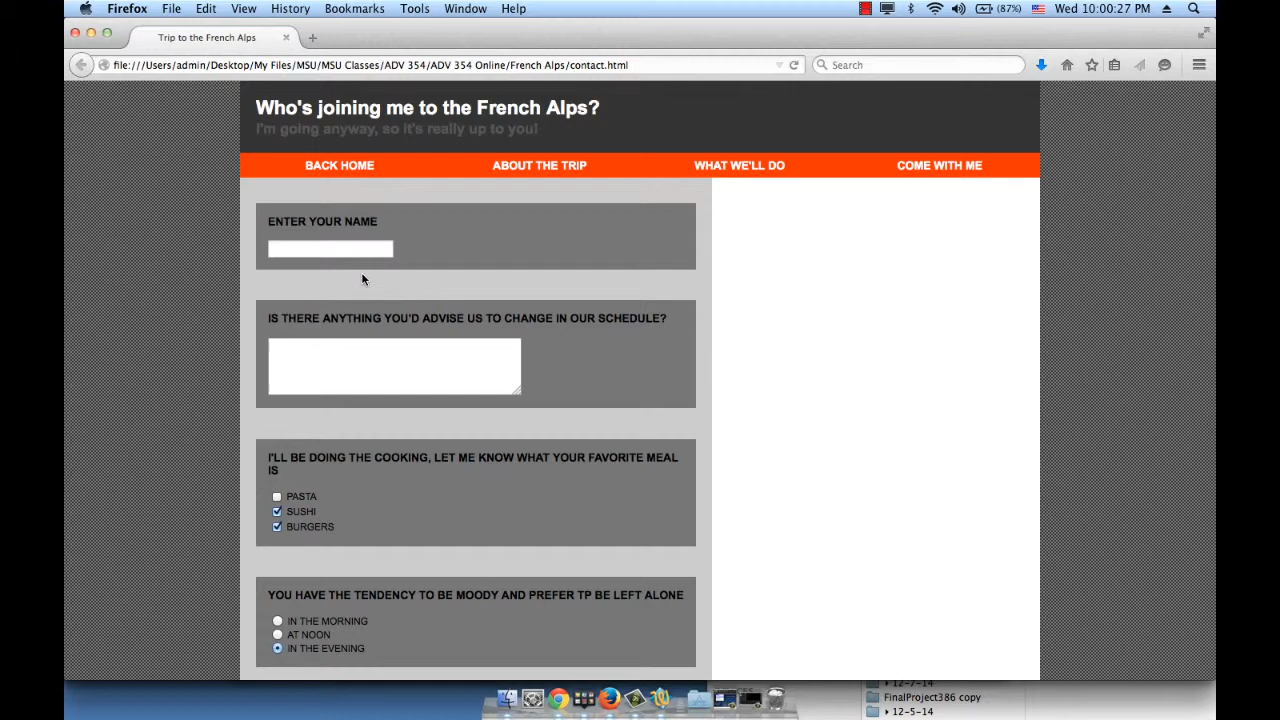 Firefox File Edit View History Bookmarks Tools Window Help (87%) Wed 10:00:27 PM
Trip to the French Alps
file:///Users/admin/Desktop/My Files/MSU/MSU Classes/ADV 354/ADV 354 Online/French Alps/contact.html Search
Who's joining me to the French Alps?
I'm going anyway, so it's really up to you!
BACK HOME ABOUT THE TRIP WHAT WE'LL DO COME WITH ME
ENTER YOUR NAME
IS THERE ANYTHING YOU'D ADVISE US TO CHANGE IN OUR SCHEDULE?
I'LL BE DOING THE COOKING, LET ME KNOW WHAT YOUR FAVORITE MEAL
IS
PASTA
SUSHI
BURGERS
YOU HAVE THE TENDENCY TO BE MOODY AND PREFER TP BE LEFT ALONE
IN THE MORNING
AT NOON
IN THE EVENING
12-7-14
FinalProject386 copy
12-5-14